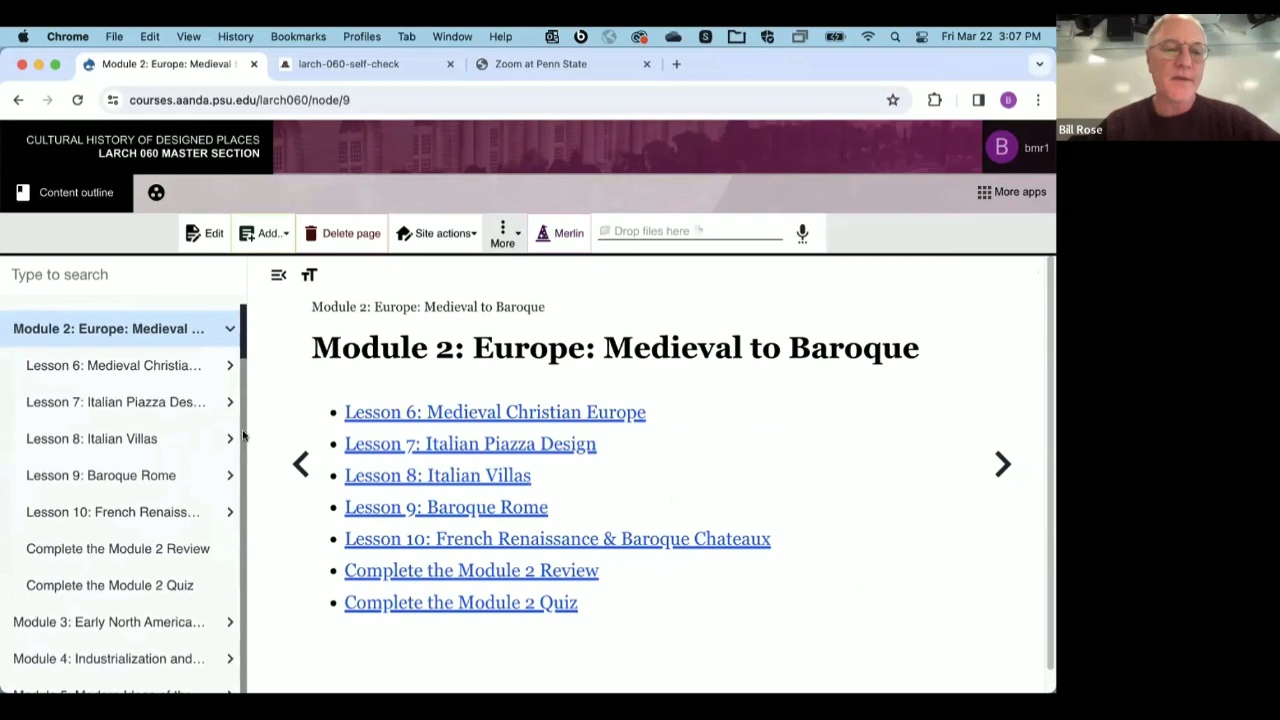 Chrome File Edit View History Bookmarks Profiles Tab Window Help Fri Mar 22 3:07 PM
Module 2: Europe: Medieval
larch-060-self-check
Zoom at Penn State
courses.aanda.psu.edu/larch060/node/9
B
Bill Rose
CULTURAL HISTORY OF DESIGNED PLACES
LARCH 060 MASTER SECTION
B bmr1
Content outline
More apps
Edit Add.. Delete page Site actions More Merlin Drop files here
Type to search
Module 2: Europe: Medieval ...
Lesson 6: Medieval Christia...
Lesson 7: Italian Piazza Des...
Lesson 8: Italian Villas
Lesson 9: Baroque Rome
Lesson 10: French Renaiss...
Complete the Module 2 Review
Complete the Module 2 Quiz
Module 3: Early North America...
Module 4: Industrialization and...
Module 2: Europe: Medieval to Baroque
Module 2: Europe: Medieval to Baroque
Lesson 6: Medieval Christian Europe
Lesson 7: Italian Piazza Design
Lesson 8: Italian Villas
Lesson 9: Baroque Rome
Lesson 10: French Renaissance & Baroque Chateaux
Complete the Module 2 Review
Complete the Module 2 Quiz